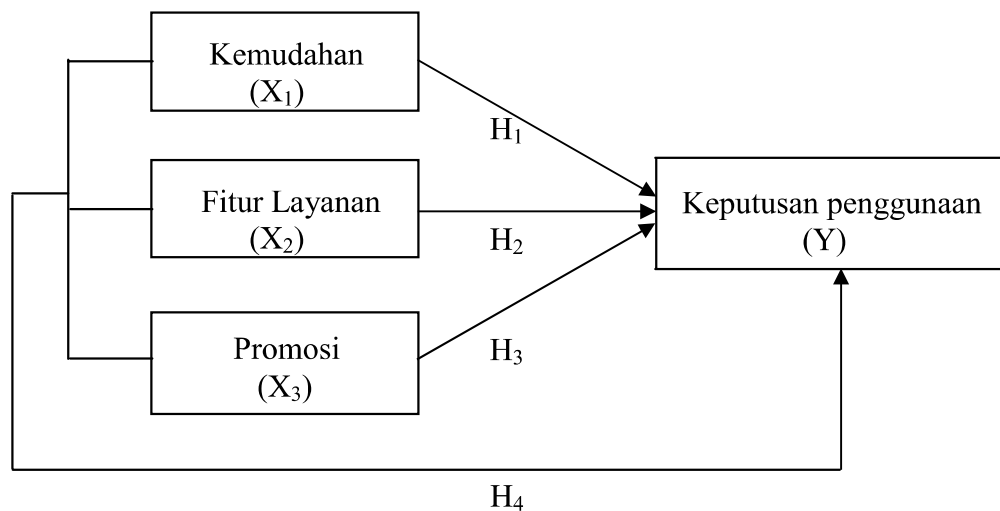 Kemudahan
(X₁)
H₁
Fitur Layanan
(X₂)
H₂
Keputusan penggunaan
(Y)
Promosi
(X₃)
H₃
H₄